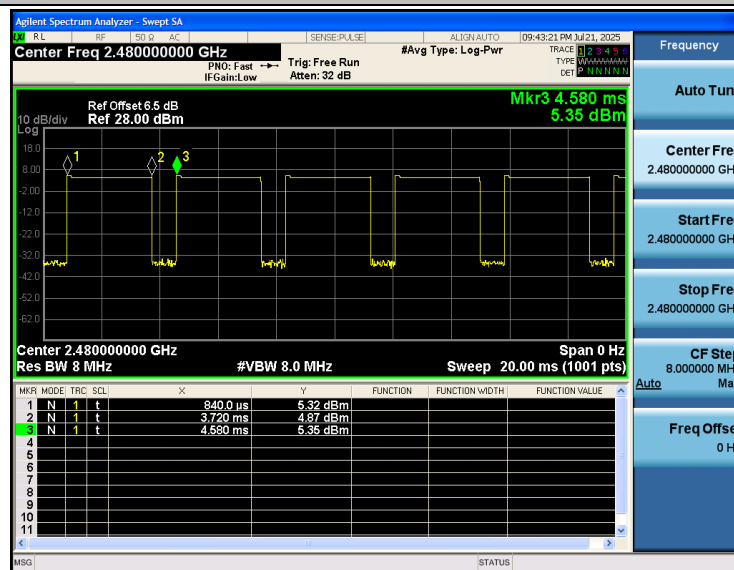 Agilent Spectrum Analyzer - Swept SA
LXI RL RF 50 Ω AC SENSE:PULSE ALIGN AUTO 09:43:21 PM Jul 21, 2025
Center Freq 2.480000000 GHz
PNO: Fast
IFGain:Low
Trig: Free Run
Atten: 32 dB
#Avg Type: Log-Pwr
TRACE 1 2 3 4 5 6
TYPE
DET P N N N N N
Ref Offset 6.5 dB
10 dB/div Ref 28.00 dBm
Log
Mkr3 4.580 ms
5.35 dBm
18.0
8.00
-2.00
-12.0
-22.0
-32.0
-42.0
-52.0
-62.0
1
2
3
Center 2.480000000 GHz
Span 0 Hz
Res BW 8 MHz #VBW 8.0 MHz Sweep 20.00 ms (1001 pts)
MKR MODE TRC SCL X Y FUNCTION FUNCTION WIDTH FUNCTION VALUE
1 N 1 t 840.0 µs 5.32 dBm
2 N 1 t 3.720 ms 4.87 dBm
3 N 1 t 4.580 ms 5.35 dBm
4
5
6
7
8
9
10
11
MSG STATUS
Frequency
Auto Tun
Center Fre
2.480000000 GH
Start Fre
2.480000000 GH
Stop Fre
2.480000000 GH
CF Ste
8.000000 MH
Auto Ma
Freq Offse
0 H